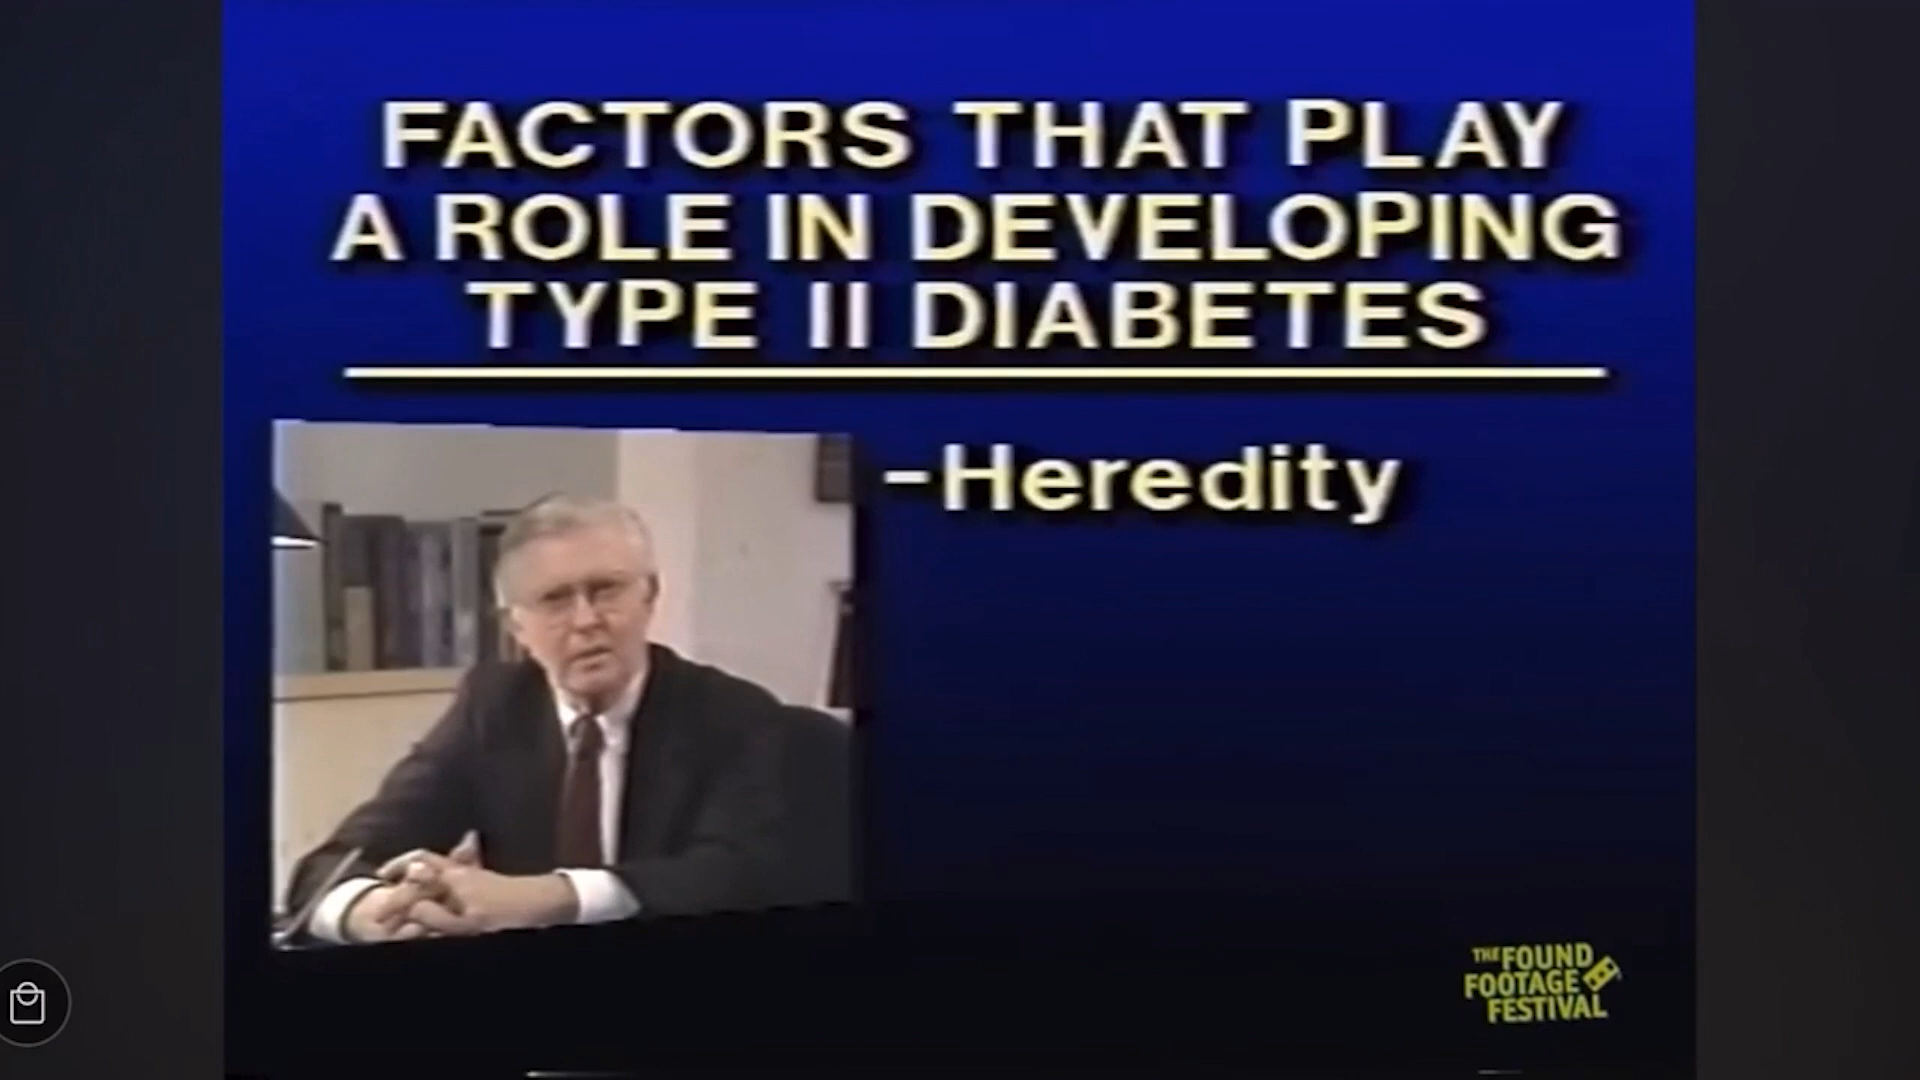 FACTORS THAT PLAY
A ROLE IN DEVELOPING
TYPE II DIABETES
-Heredity
THE FOUND
FOOTAGE
FESTIVAL